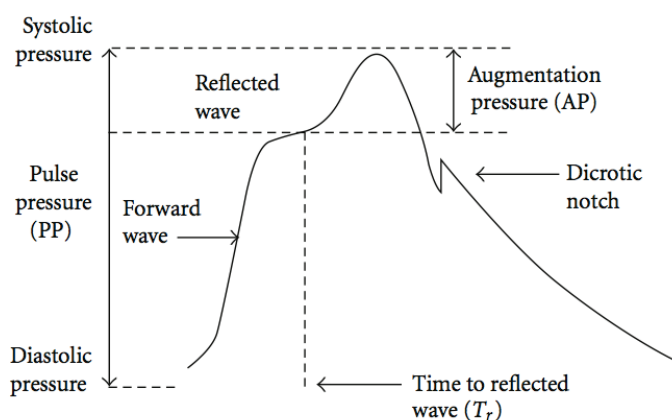 Systolic
pressure
Reflected
wave
Augmentation
pressure (AP)
Pulse
pressure
(PP)
Forward
wave
Dicrotic
notch
Diastolic
pressure
Time to reflected
wave (Tr)